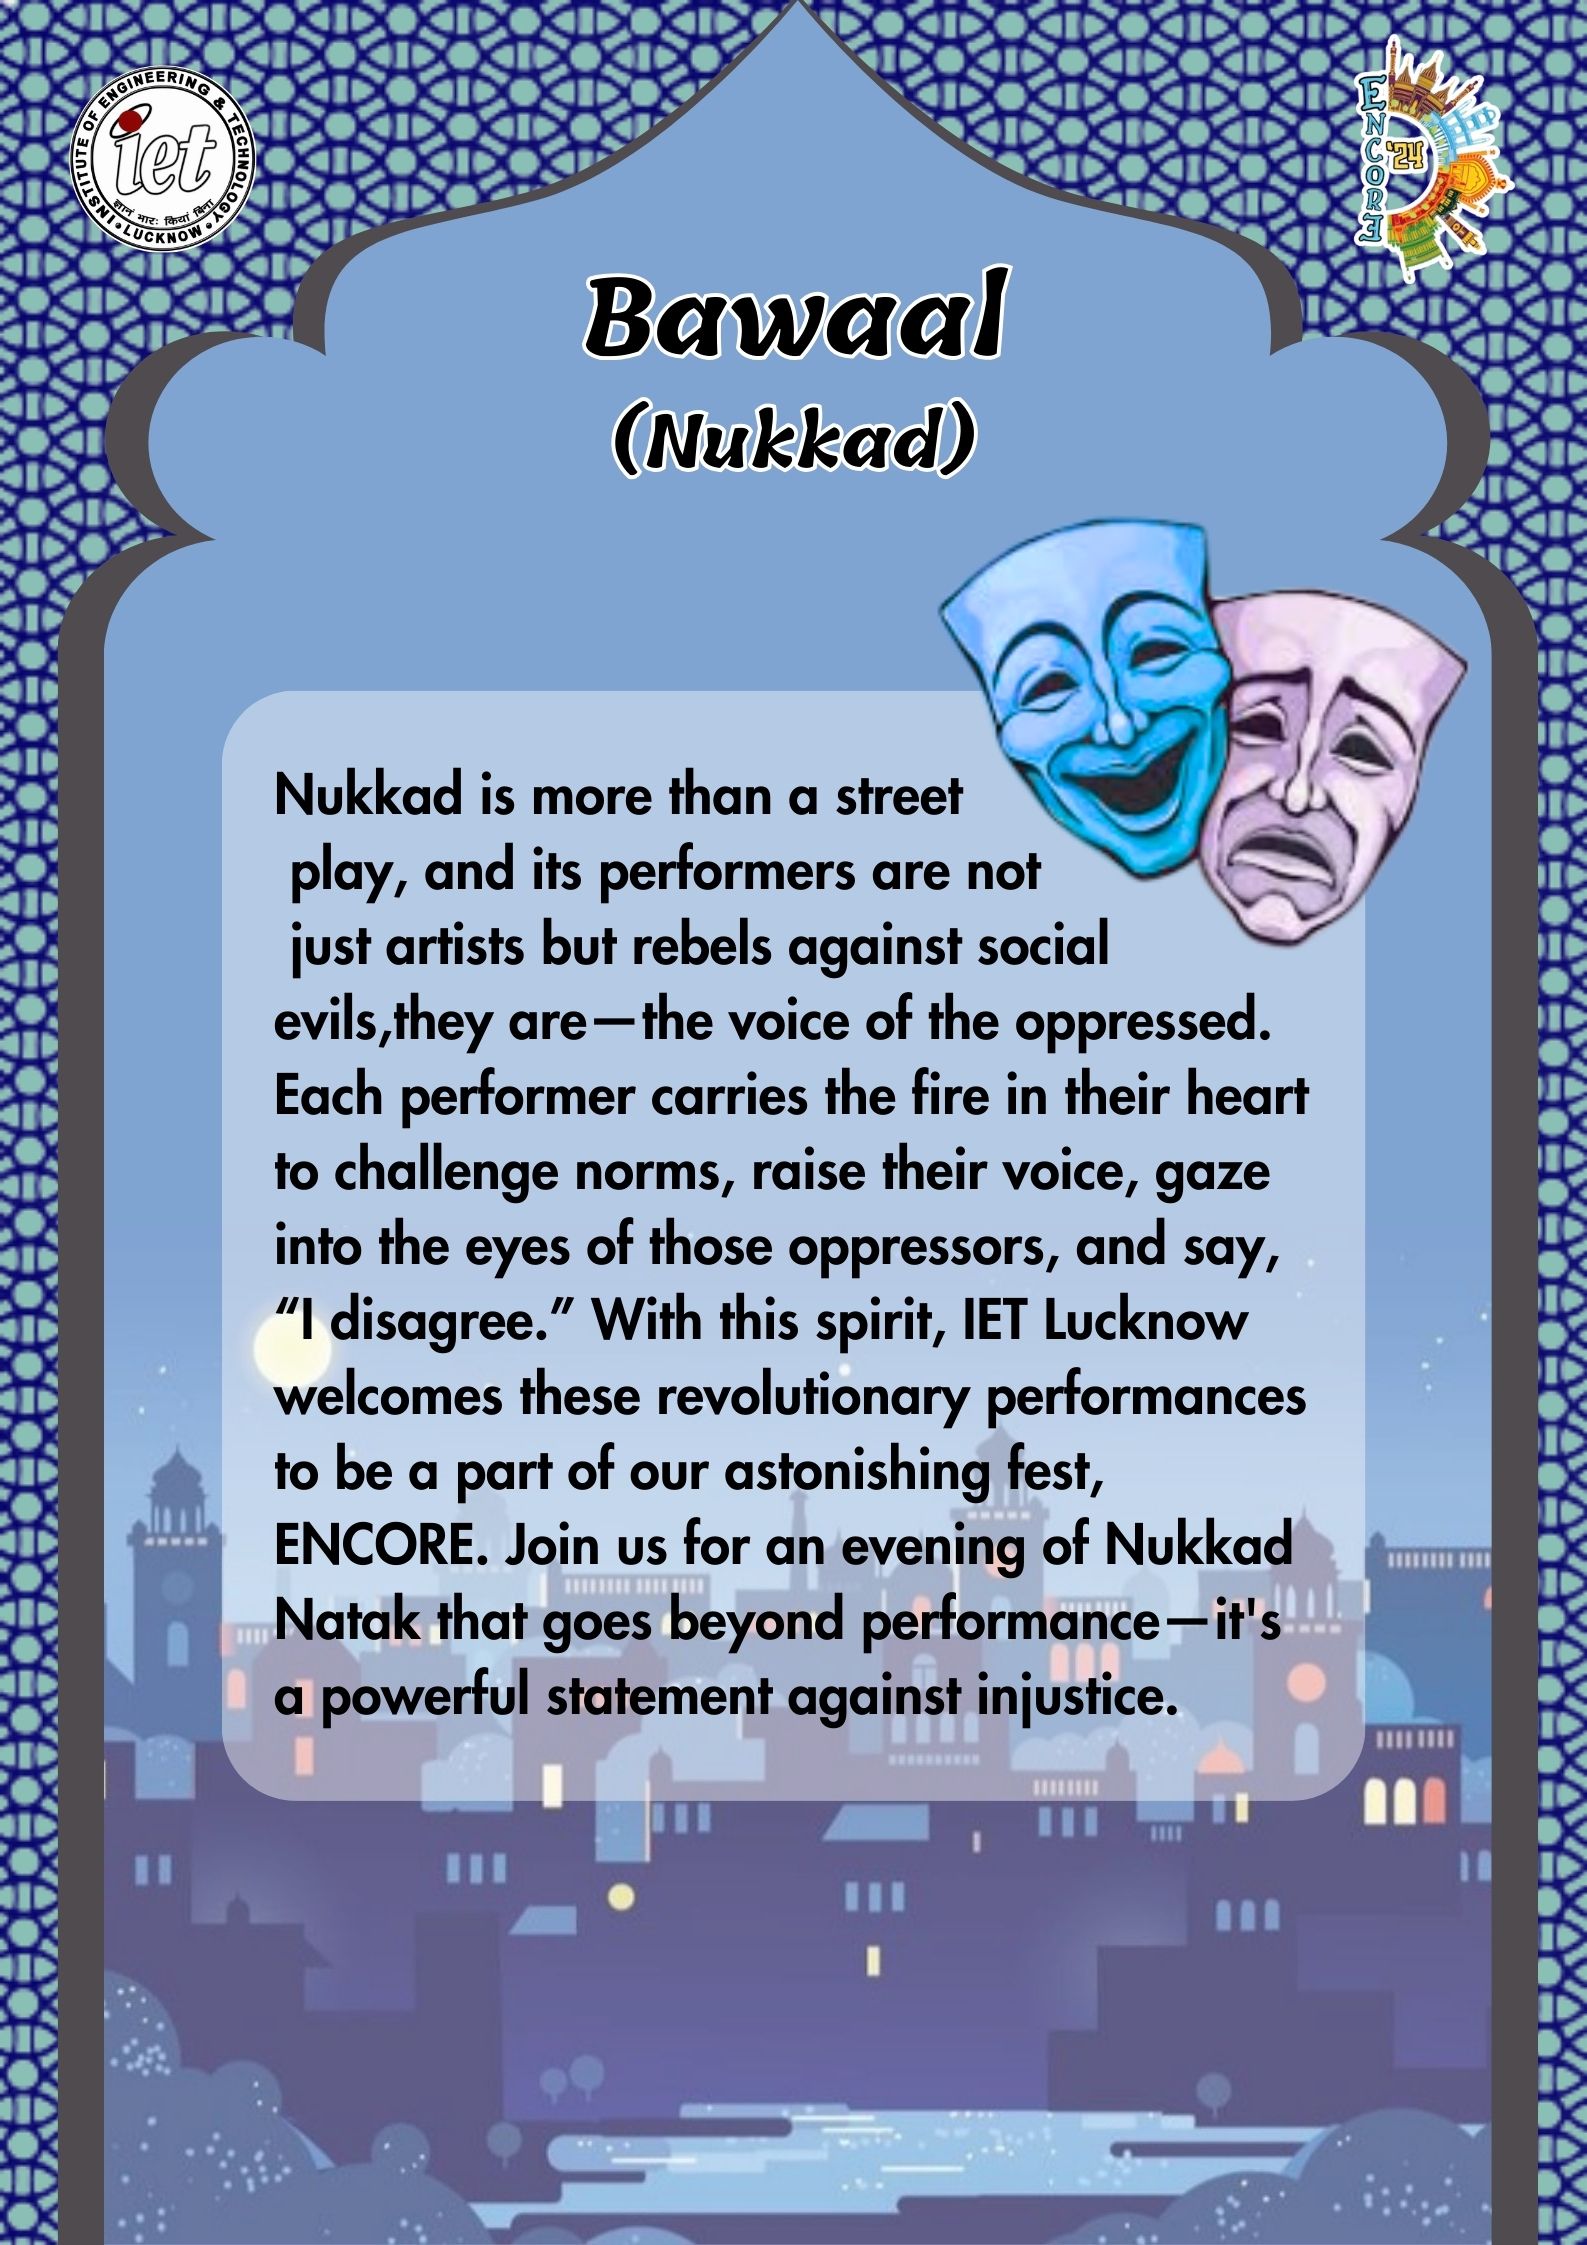 INSTITUTE OF ENGINEERING & TECHNOLOGY
iet
ज्ञानं भारः क्रियां विना
• LUCKNOW •
ENCORE
'24
Bawaal
(Nukkad)
Nukkad is more than a street
play, and its performers are not
just artists but rebels against social
evils,they are—the voice of the oppressed.
Each performer carries the fire in their heart
to challenge norms, raise their voice, gaze
into the eyes of those oppressors, and say,
“I disagree.” With this spirit, IET Lucknow
welcomes these revolutionary performances
to be a part of our astonishing fest,
ENCORE. Join us for an evening of Nukkad
Natak that goes beyond performance—it's
a powerful statement against injustice.